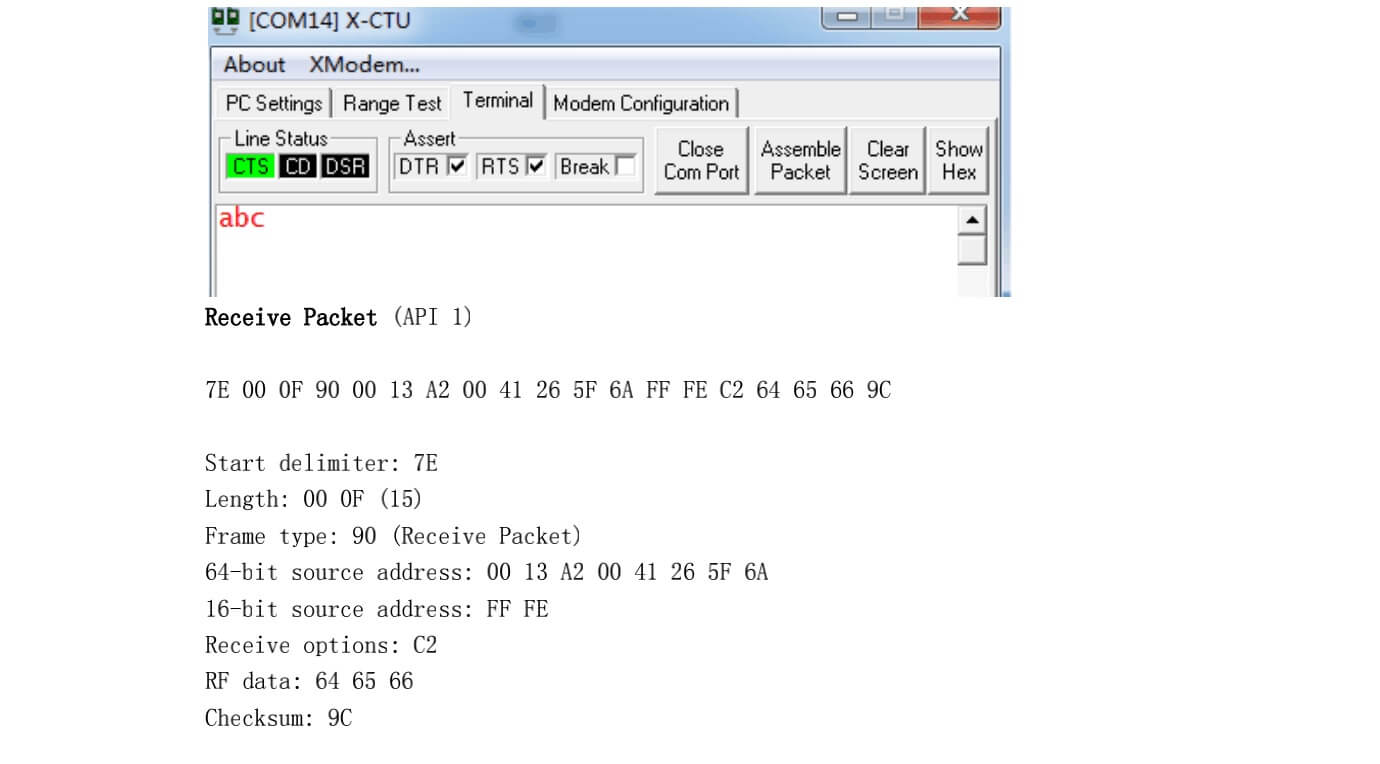 [COM14] X-CTU
About XModem...
PC Settings Range Test Terminal Modem Configuration
Line Status Assert
CTS CD DSR DTR RTS Break
Close Com Port
Assemble Packet
Clear Screen
Show Hex
abc
Receive Packet (API 1)
7E 00 0F 90 00 13 A2 00 41 26 5F 6A FF FE C2 64 65 66 9C
Start delimiter: 7E
Length: 00 0F (15)
Frame type: 90 (Receive Packet)
64-bit source address: 00 13 A2 00 41 26 5F 6A
16-bit source address: FF FE
Receive options: C2
RF data: 64 65 66
Checksum: 9C